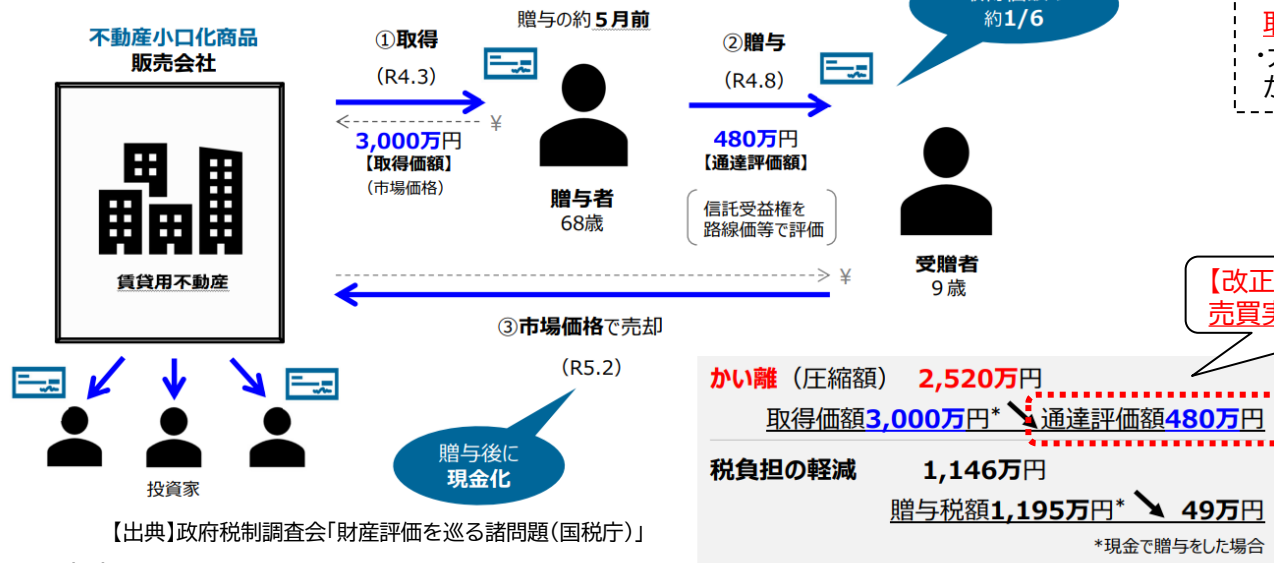 不動産小口化商品
販売会社
賃貸用不動産
投資家
①取得
(R4.3)
¥
3,000万円
【取得価額】
(市場価格)
贈与の約5月前
贈与者
68歳
②贈与
(R4.8)
480万円
【通達評価額】
信託受益権を
路線価等で評価
約1/6
受贈者
9歳
¥
③市場価格で売却
(R5.2)
贈与後に
現金化
【改正
売買
かい離（圧縮額） 2,520万円
取得価額3,000万円* 通達評価額480万円
税負担の軽減 1,146万円
贈与税額1,195万円* 49万円
*現金で贈与をした場合
【出典】政府税制調査会「財産評価を巡る諸問題(国税庁)」